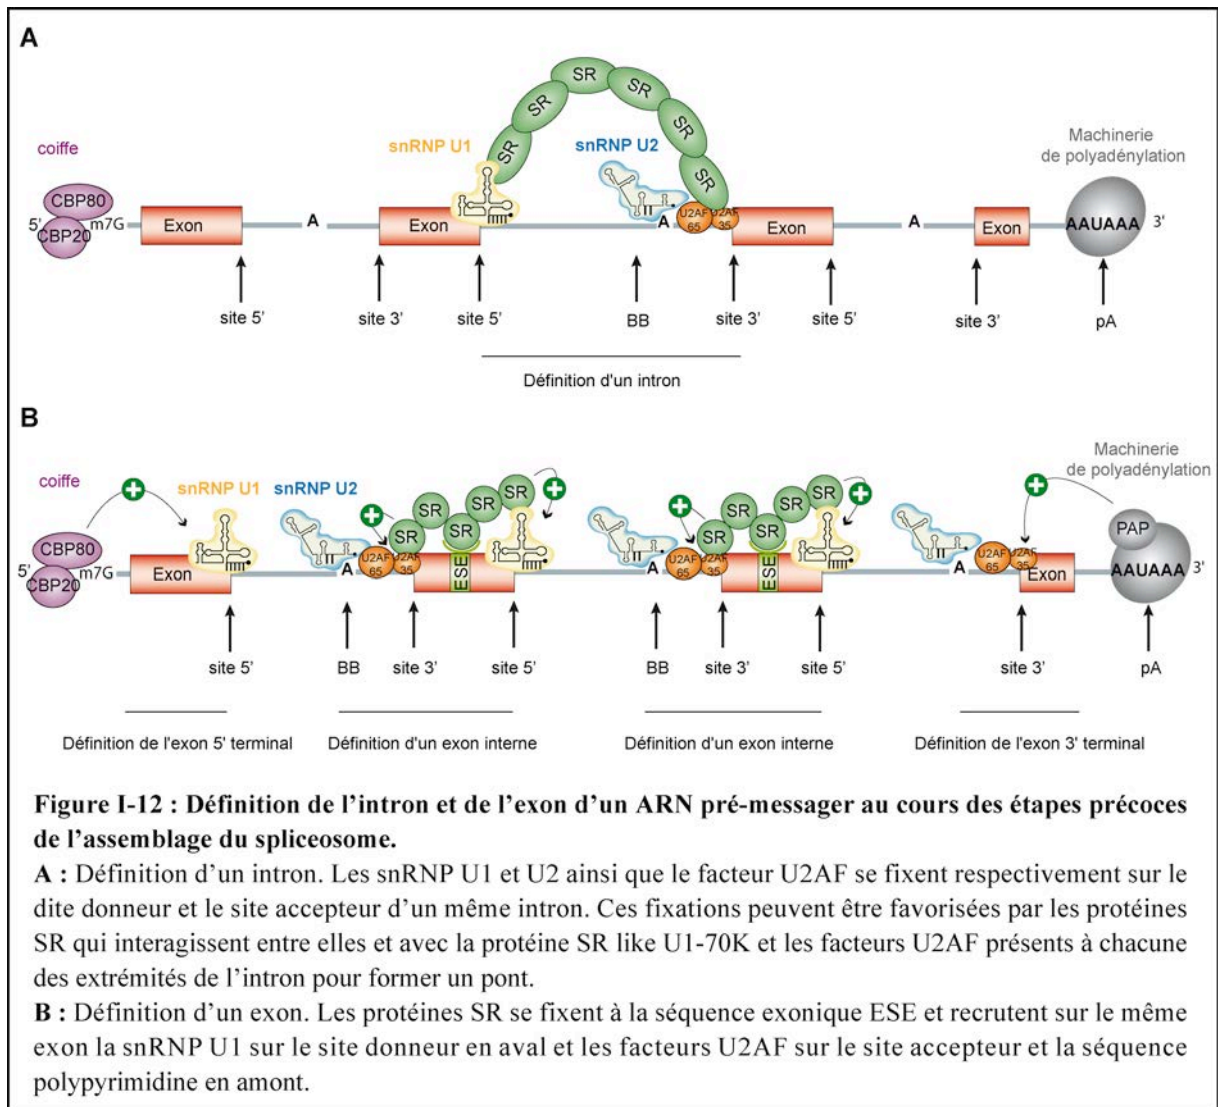 A
SR
SR SR
SR SR
SR SR
Machinerie
de polyadénylation
coiffe
snRNP U1 snRNP U2
CBP80
5' CBP20 m7G Exon A Exon A U2AF 65 U2AF 35 Exon A Exon AAUAAA 3'
site 5' site 3' site 5' BB site 3' site 5' site 3' pA
Définition d'un intron
B
Machinerie
de polyadénylation
coiffe
snRNP U1 snRNP U2
SR SR SR SR
SR SR SR SR
PAP
CBP80
5' CBP20 m7G Exon A U2AF 65 U2AF 35 ESE A U2AF 65 U2AF 35 ESE A U2AF 65 U2AF 35 Exon AAUAAA 3'
site 5' BB site 3' site 5' BB site 3' site 5' site 3' pA
Définition de l'exon 5' terminal Définition d'un exon interne Définition d'un exon interne Définition de l'exon 3' terminal
Figure I-12 : Définition de l'intron et de l'exon d'un ARN pré-messager au cours des étapes précoces
de l'assemblage du spliceosome.
A : Définition d'un intron. Les snRNP U1 et U2 ainsi que le facteur U2AF se fixent respectivement sur le
dite donneur et le site accepteur d'un même intron. Ces fixations peuvent être favorisées par les protéines
SR qui interagissent entre elles et avec la protéine SR like U1-70K et les facteurs U2AF présents à chacune
des extrémités de l'intron pour former un pont.
B : Définition d'un exon. Les protéines SR se fixent à la séquence exonique ESE et recrutent sur le même
exon la snRNP U1 sur le site donneur en aval et les facteurs U2AF sur le site accepteur et la séquence
polypyrimidine en amont.